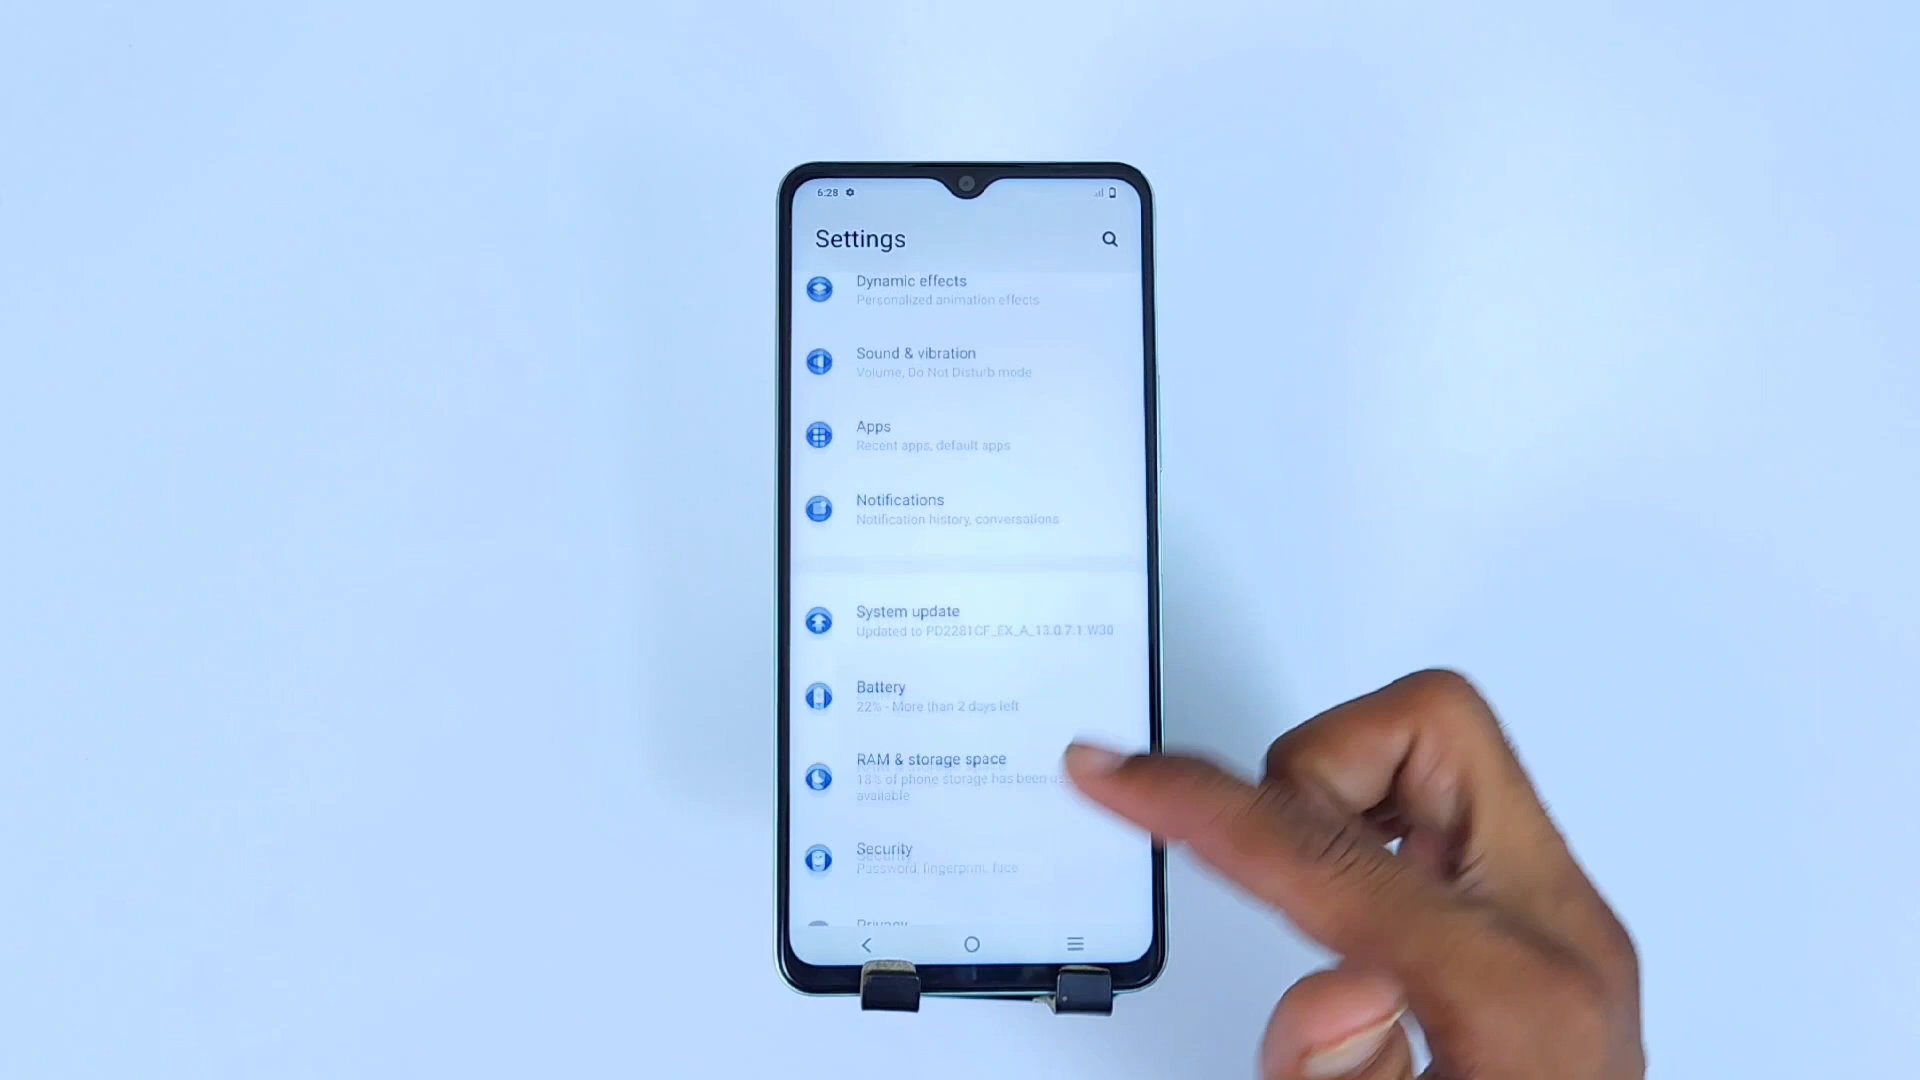 6:28
Settings
Dynamic effects
Personalized animation effects
Sound & vibration
Volume, Do Not Disturb mode
Apps
Recent apps, default apps
Notifications
Notification history, conversations
System update
Updated to PD2281CF_EX_A_13.0.7.1.W30
Battery
22% - More than 2 days left
RAM & storage space
18% of phone storage has been
available
Security
Password, fingerprint, face
Privacy